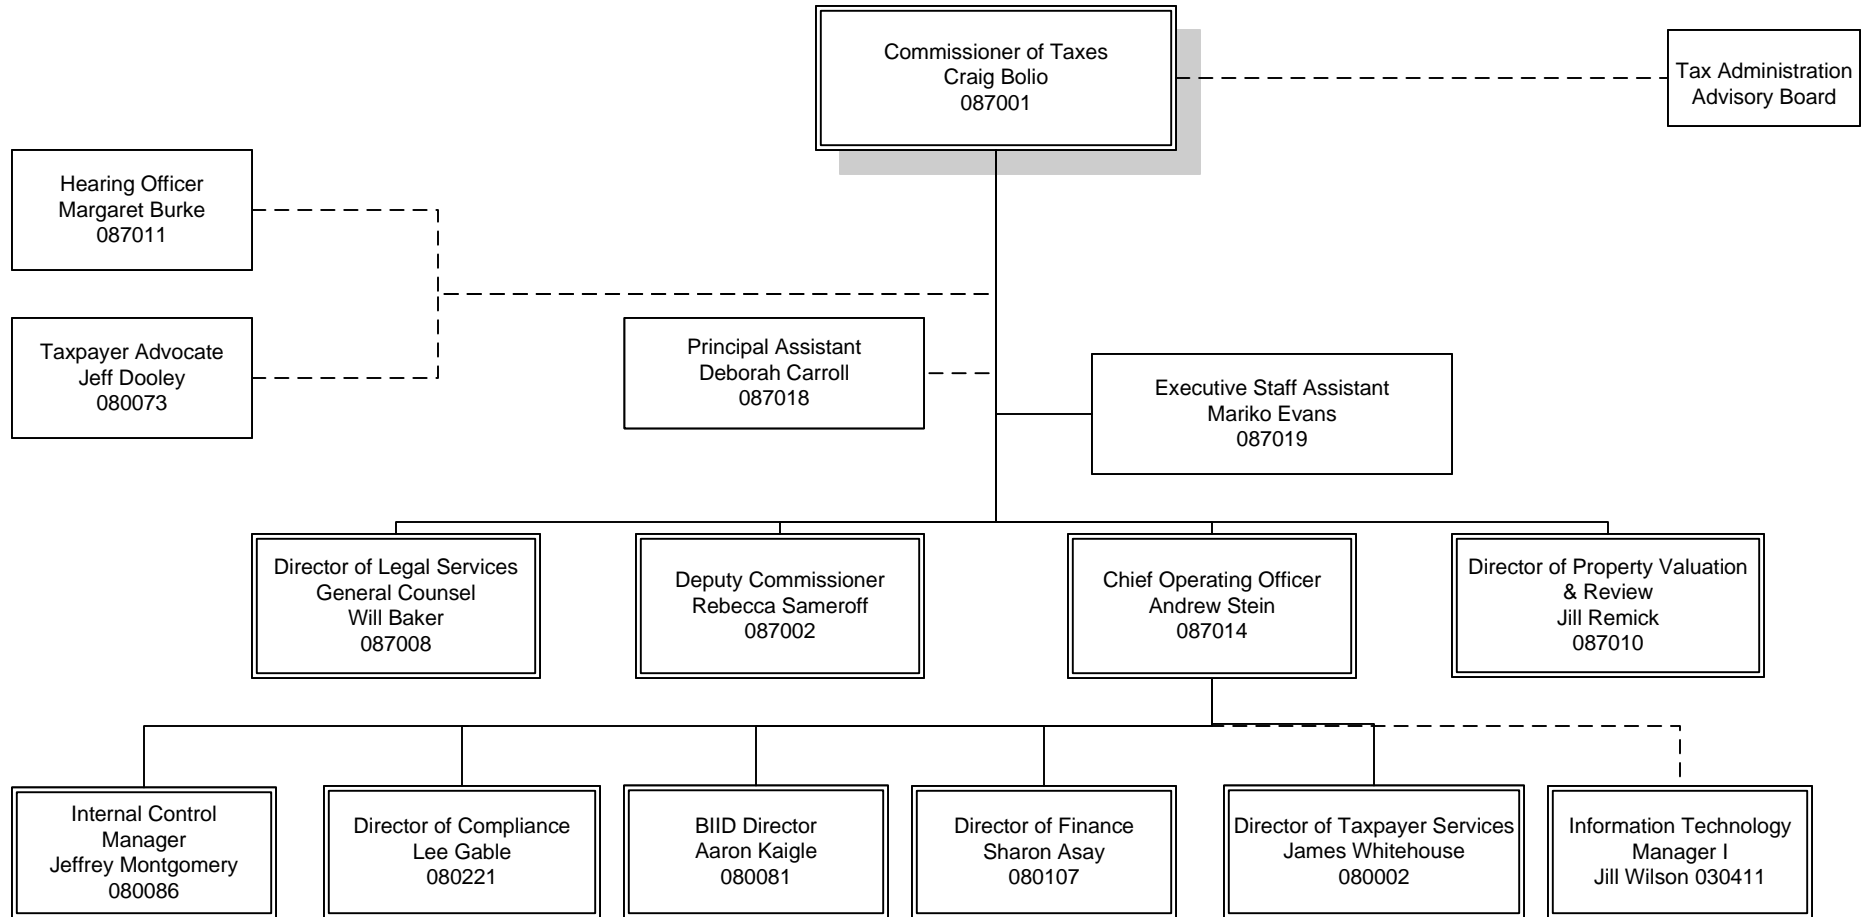 Commissioner of Taxes
Craig Bolio
087001
Tax Administration
Advisory Board
Hearing Officer
Margaret Burke
087011
Taxpayer Advocate
Jeff Dooley
080073
Principal Assistant
Deborah Carroll
087018
Executive Staff Assistant
Mariko Evans
087019
Director of Legal Services
General Counsel
Will Baker
087008
Deputy Commissioner
Rebecca Sameroff
087002
Chief Operating Officer
Andrew Stein
087014
Director of Property Valuation
& Review
Jill Remick
087010
Internal Control
Manager
Jeffrey Montgomery
080086
Director of Compliance
Lee Gable
080221
BIID Director
Aaron Kaigle
080081
Director of Finance
Sharon Asay
080107
Director of Taxpayer Services
James Whitehouse
080002
Information Technology
Manager I
Jill Wilson 030411